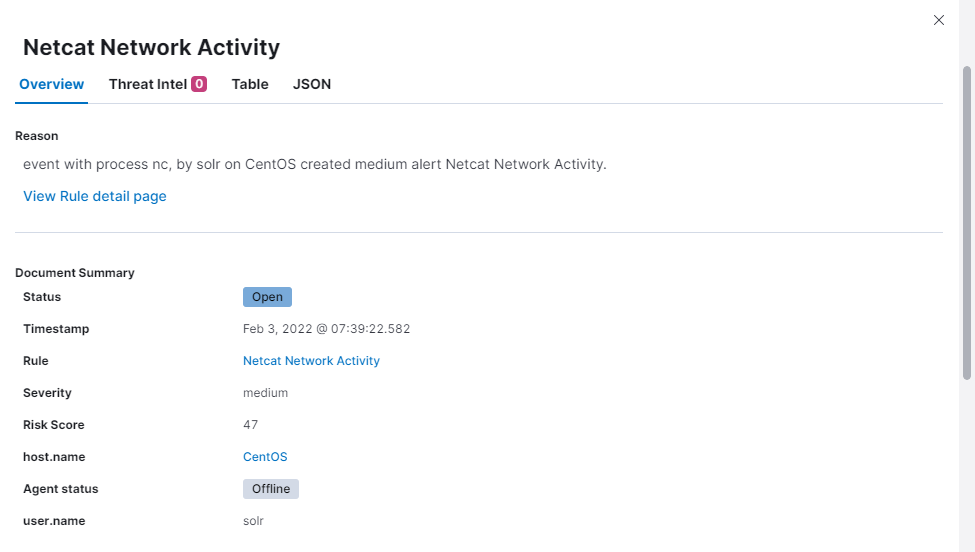 Netcat Network Activity
Overview Threat Intel 0 Table JSON
Reason
event with process nc, by solr on CentOS created medium alert Netcat Network Activity.
View Rule detail page
Document Summary
Status Open
Timestamp Feb 3, 2022 @ 07:39:22.582
Rule Netcat Network Activity
Severity medium
Risk Score 47
host.name CentOS
Agent status Offline
user.name solr